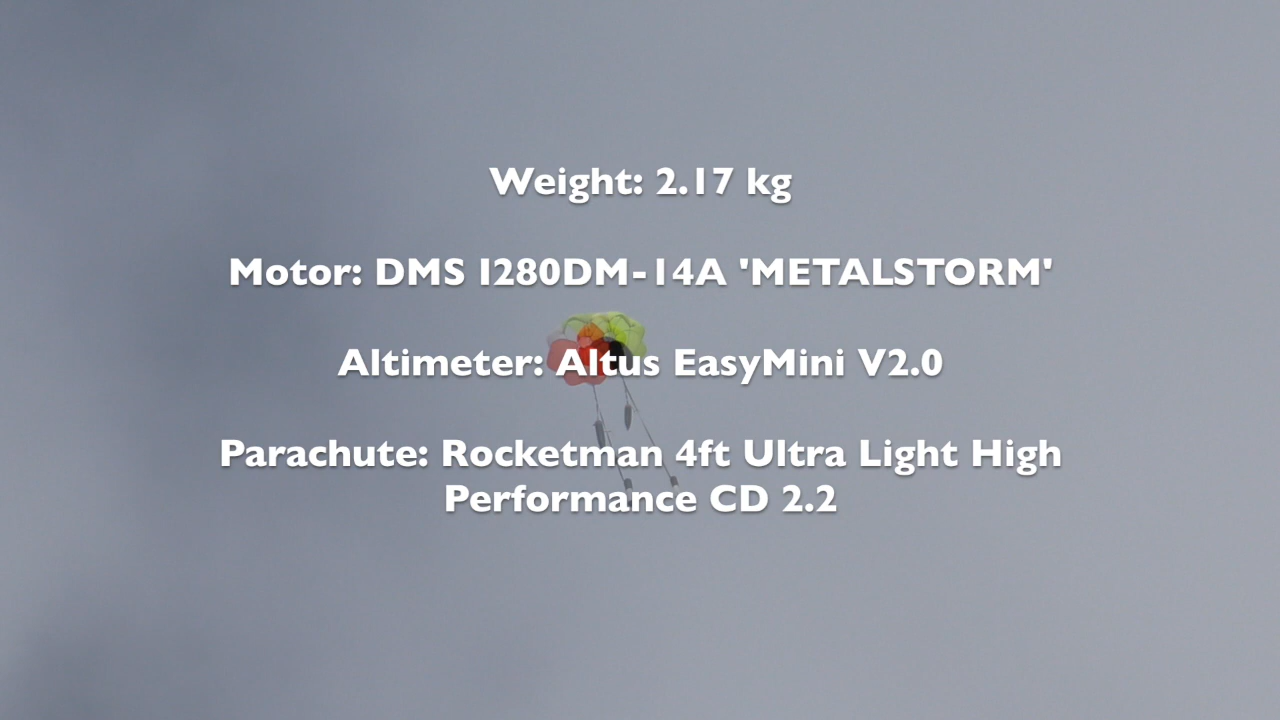 Weight: 2.17 kg
Motor: DMS I280DM-14A 'METALSTORM'
Altimeter: Altus EasyMini V2.0
Parachute: Rocketman 4ft Ultra Light High
Performance CD 2.2